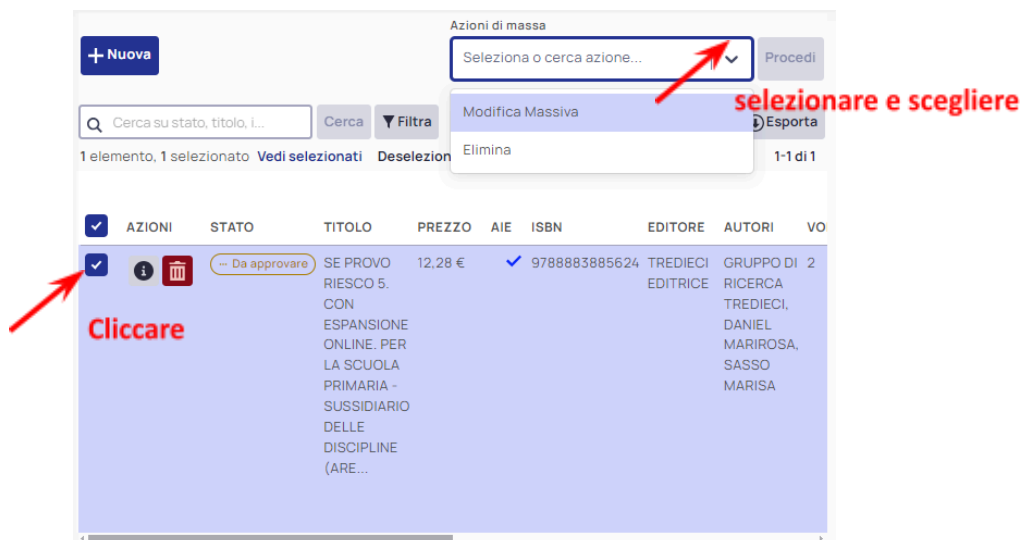 Azioni di massa
Nuova
Seleziona o cerca azione...
Procedi
selezionare e scegliere
Modifica Massiva
Elimina
Cerca su stato, titolo, i...
Cerca
Filtra
Esporta
1 elemento, 1 selezionato Vedi selezionati Deselezion
1-1 di 1
AZIONI STATO TITOLO PREZZO AIE ISBN EDITORE AUTORI VO
Da approvare
SE PROVO
RIESCO 5.
CON
ESPANSIONE
ONLINE. PER
LA SCUOLA
PRIMARIA -
SUSSIDIARIO
DELLE
DISCIPLINE
(ARE...
12,28 €
9788883885624
TREDIECI
EDITRICE
GRUPPO DI
RICERCA
TREDIECI,
DANIEL
MARIROSA,
SASSO
MARISA
2
Cliccare